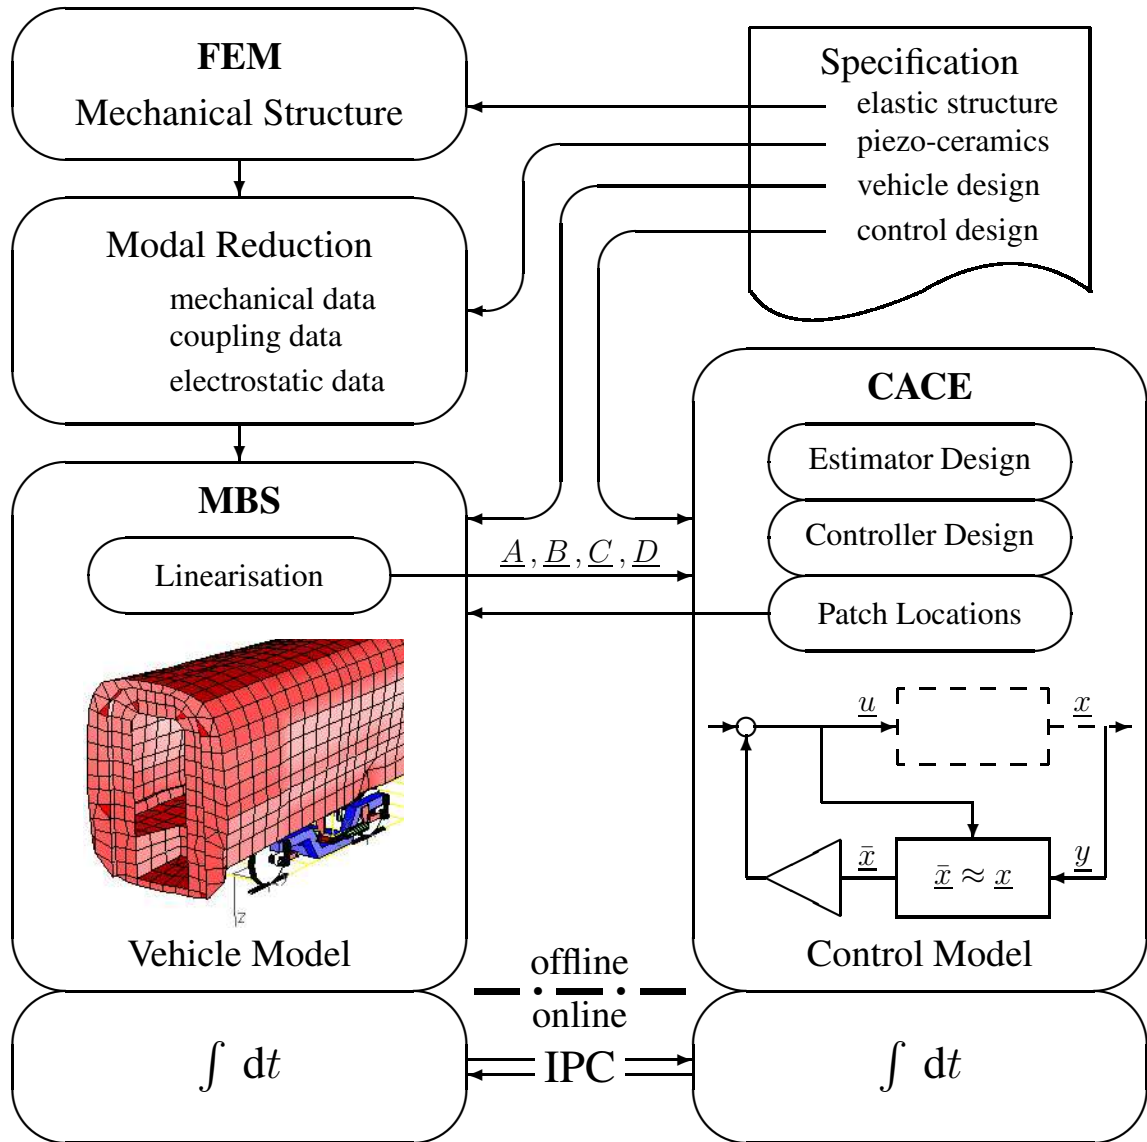 FEM
Mechanical Structure
Specification
elastic structure
piezo-ceramics
vehicle design
control design
Modal Reduction
mechanical data
coupling data
electrostatic data
MBS
Linearisation
A, B, C, D
CACE
Estimator Design
Controller Design
Patch Locations
u
x
x̄
x̄ ≈ x
y
z
Vehicle Model
Control Model
offline
online
∫ dt
IPC
∫ dt